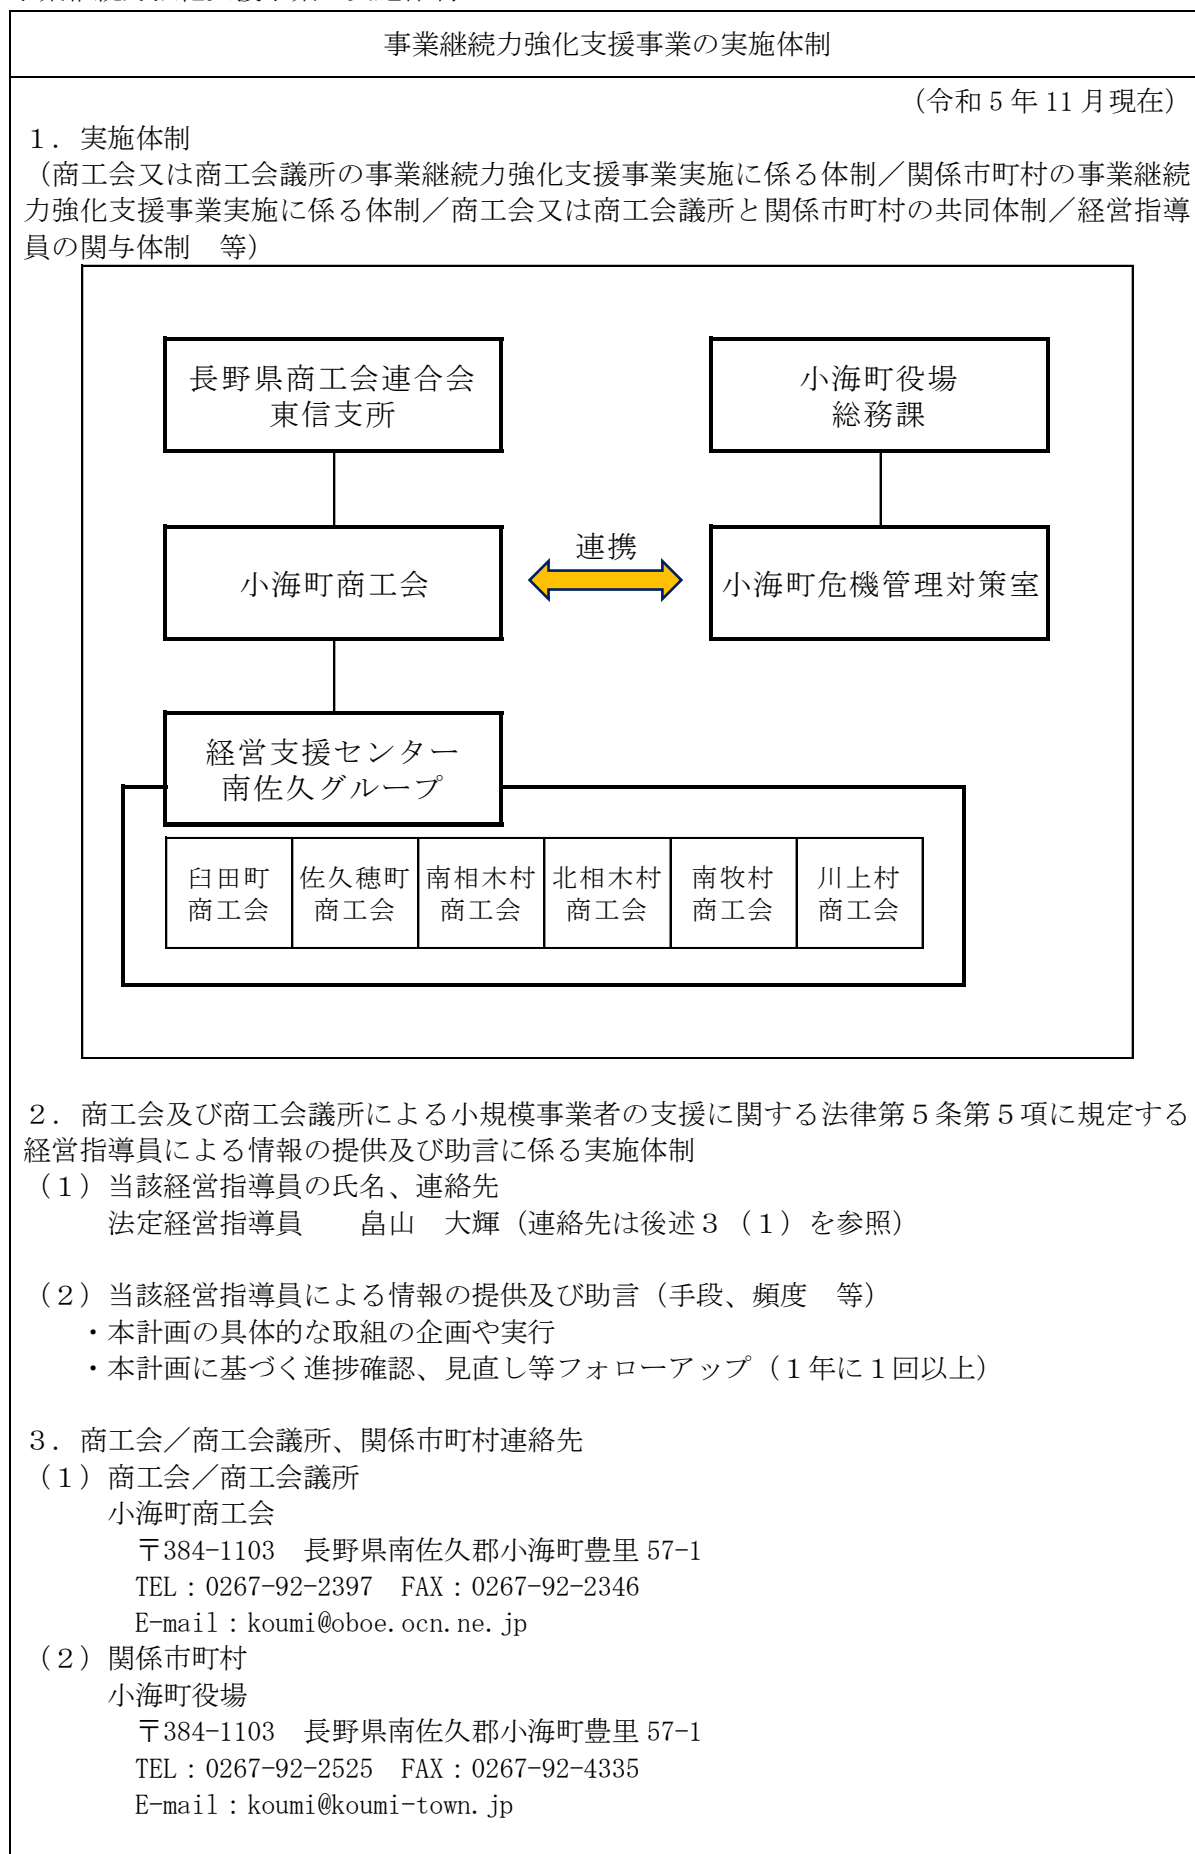 事業継続力強化支援事業の実施体制
（令和５年 11 月現在）
１．実施体制
（商工会又は商工会議所の事業継続力強化支援事業実施に係る体制／関係市町村の事業継続
力強化支援事業実施に係る体制／商工会又は商工会議所と関係市町村の共同体制／経営指導
員の関与体制　等）
長野県商工会連合会
東信支所
小海町役場
総務課
小海町商工会
連携
小海町危機管理対策室
経営支援センター
南佐久グループ
臼田町
商工会
佐久穂町
商工会
南相木村
商工会
北相木村
商工会
南牧村
商工会
川上村
商工会
２．商工会及び商工会議所による小規模事業者の支援に関する法律第５条第５項に規定する
経営指導員による情報の提供及び助言に係る実施体制
（１）当該経営指導員の氏名、連絡先
法定経営指導員　　畠山　大輝（連絡先は後述３（１）を参照）
（２）当該経営指導員による情報の提供及び助言（手段、頻度　等）
・本計画の具体的な取組の企画や実行
・本計画に基づく進捗確認、見直し等フォローアップ（１年に１回以上）
３．商工会／商工会議所、関係市町村連絡先
（１）商工会／商工会議所
小海町商工会
〒384-1103　長野県南佐久郡小海町豊里 57-1
TEL：0267-92-2397　FAX：0267-92-2346
E-mail：koumi@oboe.ocn.ne.jp
（２）関係市町村
小海町役場
〒384-1103　長野県南佐久郡小海町豊里 57-1
TEL：0267-92-2525　FAX：0267-92-4335
E-mail：koumi@koumi-town.jp